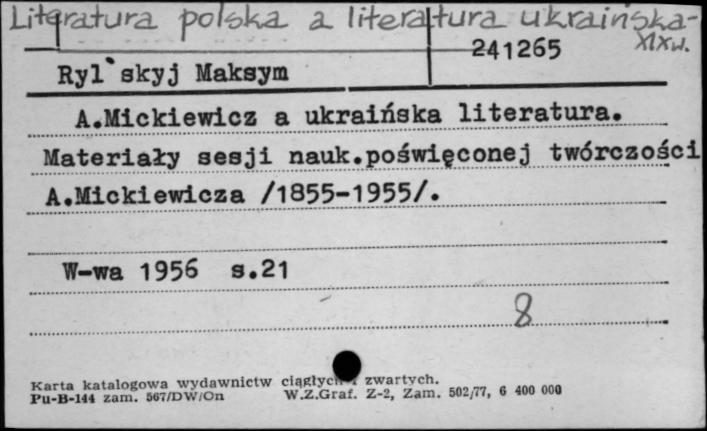 Literatura polska a literatura ukraińska-
XIXw.
241265
Ryl`skyj Maksym
A.Mickiewicz a ukraińska literatura.
Materiały sesji nauk.poświęconej twórczości
A.Mickiewicza /1855-1955/.
W-wa 1956 s.21
8
Karta katalogowa wydawnictw ciągłych i zwartych.
Pu-B-144 zam. 567/DW/On W.Z.Graf. Z-2, Zam. 502/77, 6 400 000